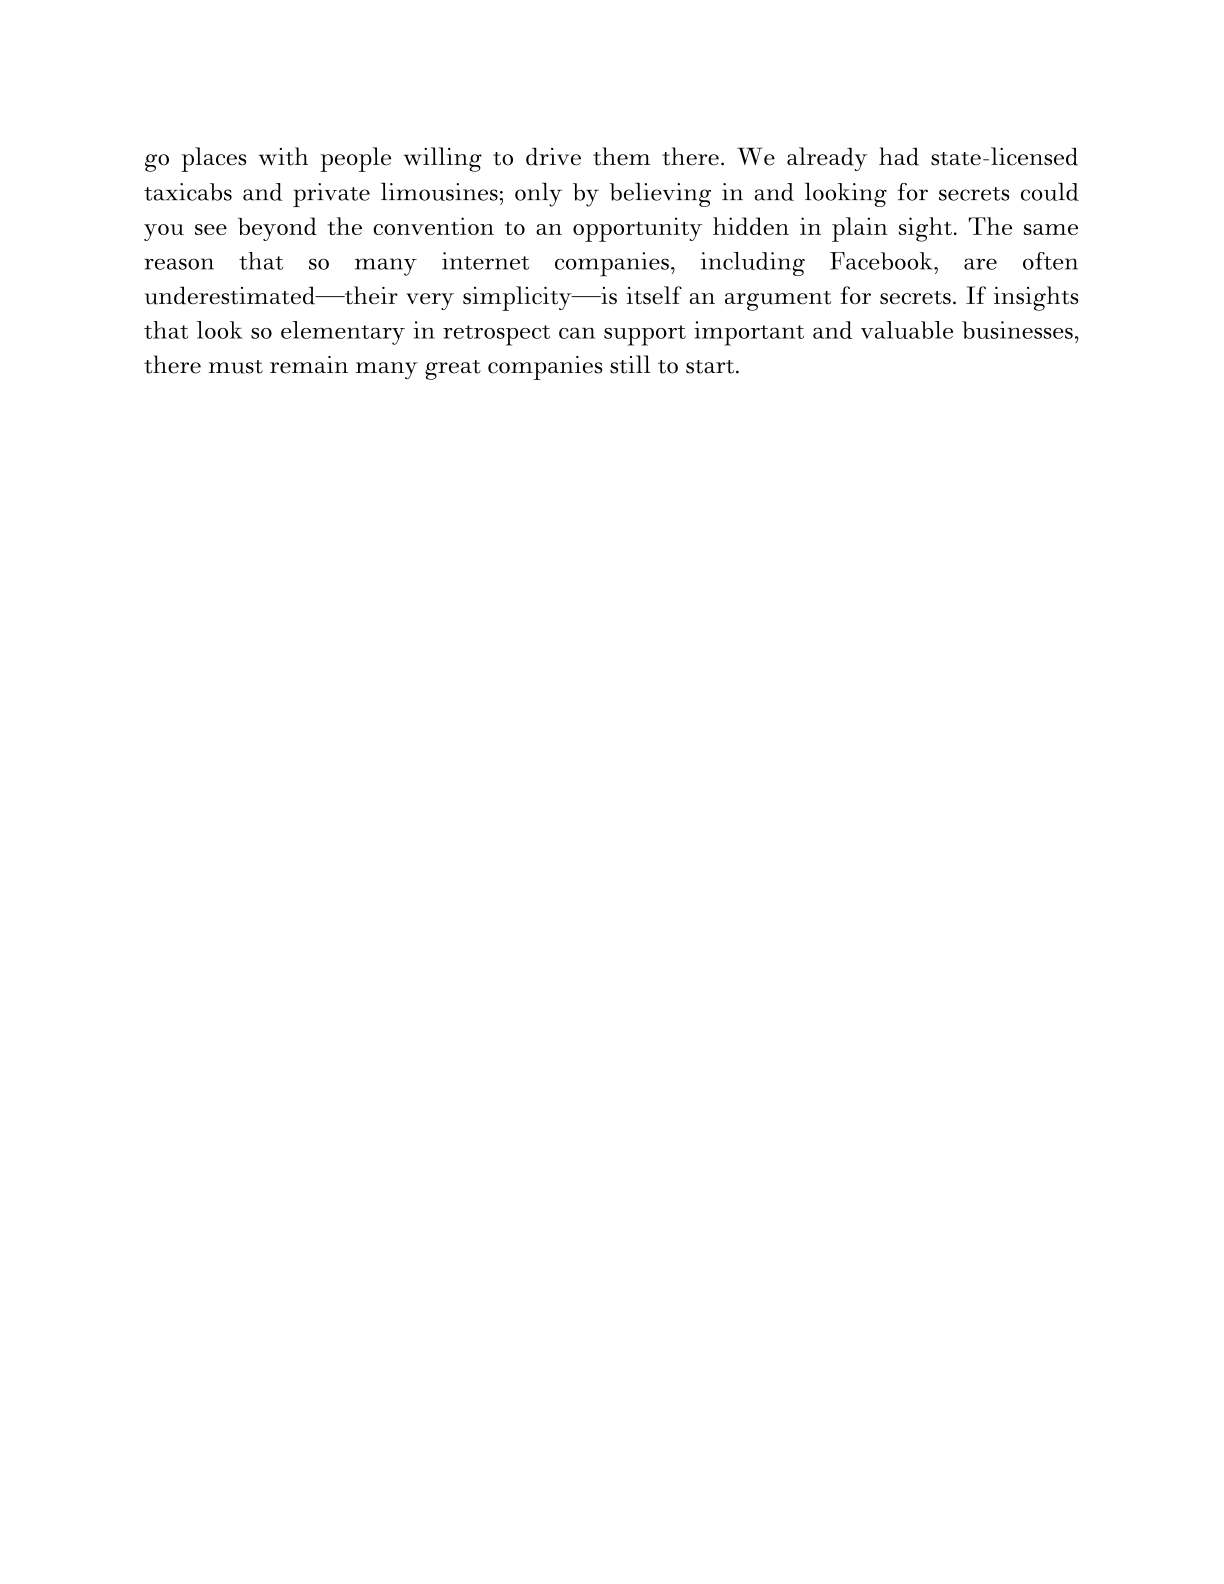 go places with people willing to drive them there. We already had state-licensed
taxicabs and private limousines; only by believing in and looking for secrets could
you see beyond the convention to an opportunity hidden in plain sight. The same
reason that so many internet companies, including Facebook, are often
underestimated—their very simplicity—is itself an argument for secrets. If insights
that look so elementary in retrospect can support important and valuable businesses,
there must remain many great companies still to start.